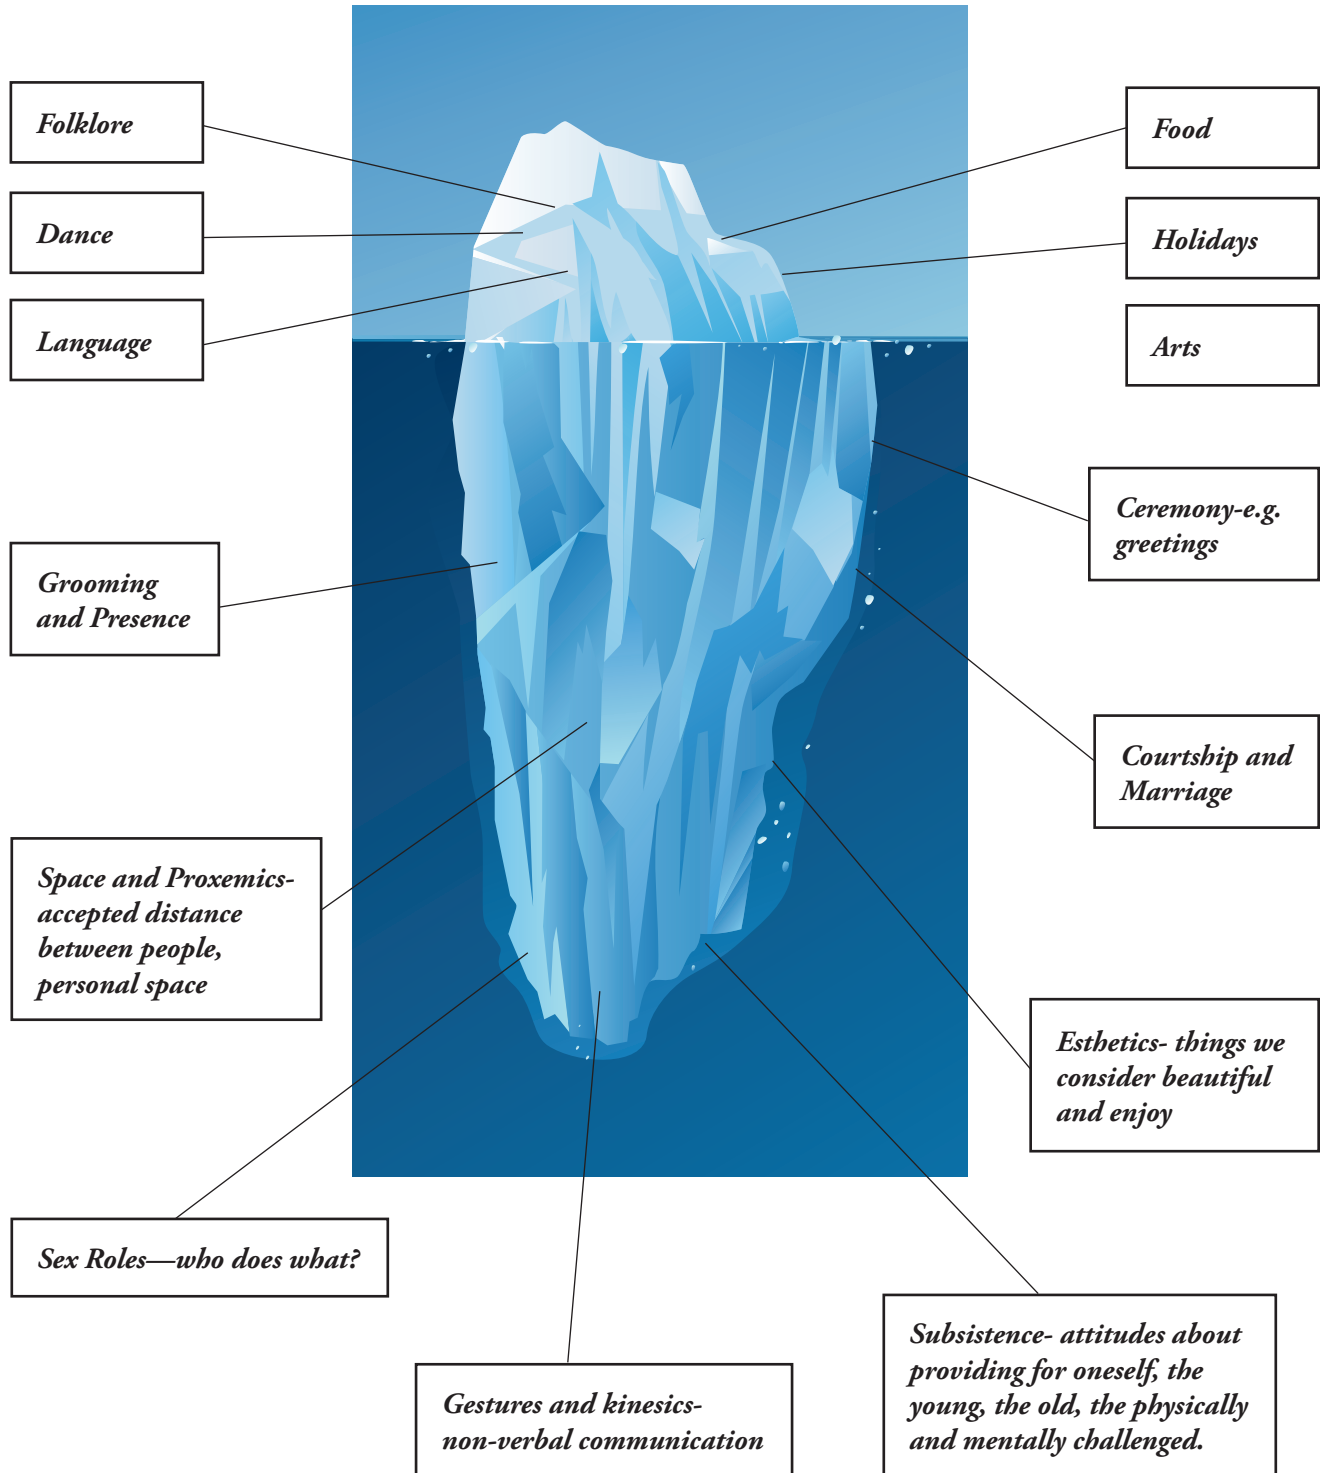 Folklore
Food
Dance
Holidays
Language
Arts
Ceremony-e.g.
greetings
Grooming
and Presence
Courtship and
Marriage
Space and Proxemics-
accepted distance
between people,
personal space
Esthetics- things we
consider beautiful
and enjoy
Sex Roles—who does what?
Subsistence- attitudes about
providing for oneself, the
young, the old, the physically
and mentally challenged.
Gestures and kinesics-
non-verbal communication